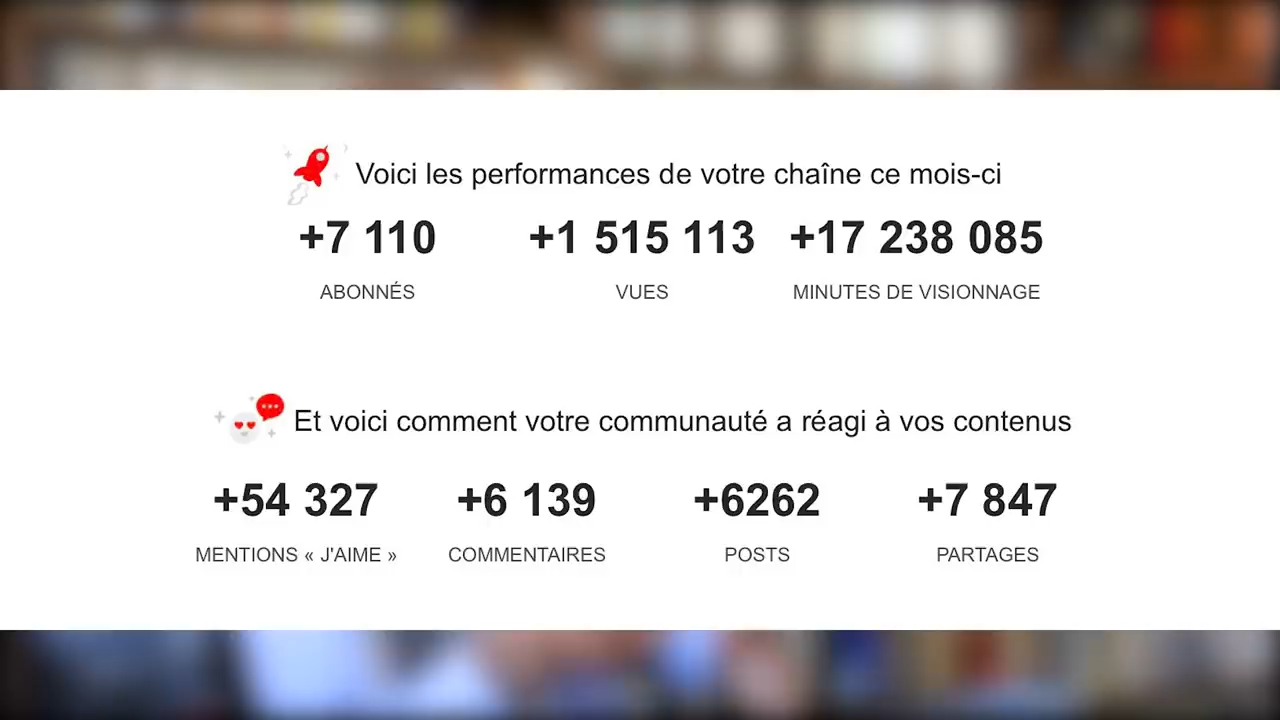 Voici les performances de votre chaîne ce mois-ci
+7 110 +1 515 113 +17 238 085
ABONNÉS VUES MINUTES DE VISIONNAGE
Et voici comment votre communauté a réagi à vos contenus
+54 327 +6 139 +6262 +7 847
MENTIONS « J'AIME » COMMENTAIRES POSTS PARTAGES